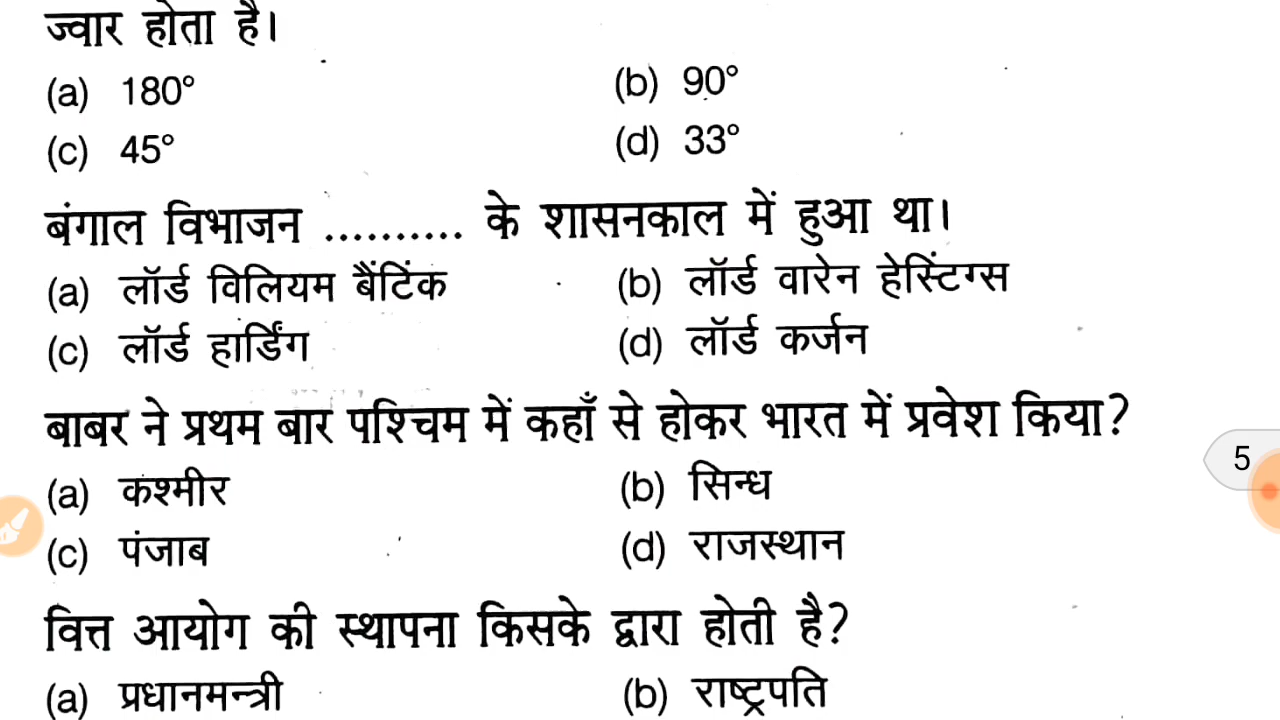 ज्वार होता है।
(a) 180° (b) 90°
(c) 45° (d) 33°
बंगाल विभाजन .......... के शासनकाल में हुआ था।
(a) लॉर्ड विलियम बैंटिंक (b) लॉर्ड वारेन हेस्टिंग्स
(c) लॉर्ड हार्डिंग (d) लॉर्ड कर्जन
बाबर ने प्रथम बार पश्चिम में कहाँ से होकर भारत में प्रवेश किया?
(a) कश्मीर (b) सिन्ध
(c) पंजाब (d) राजस्थान
5
वित्त आयोग की स्थापना किसके द्वारा होती है?
(a) प्रधानमन्त्री (b) राष्ट्रपति